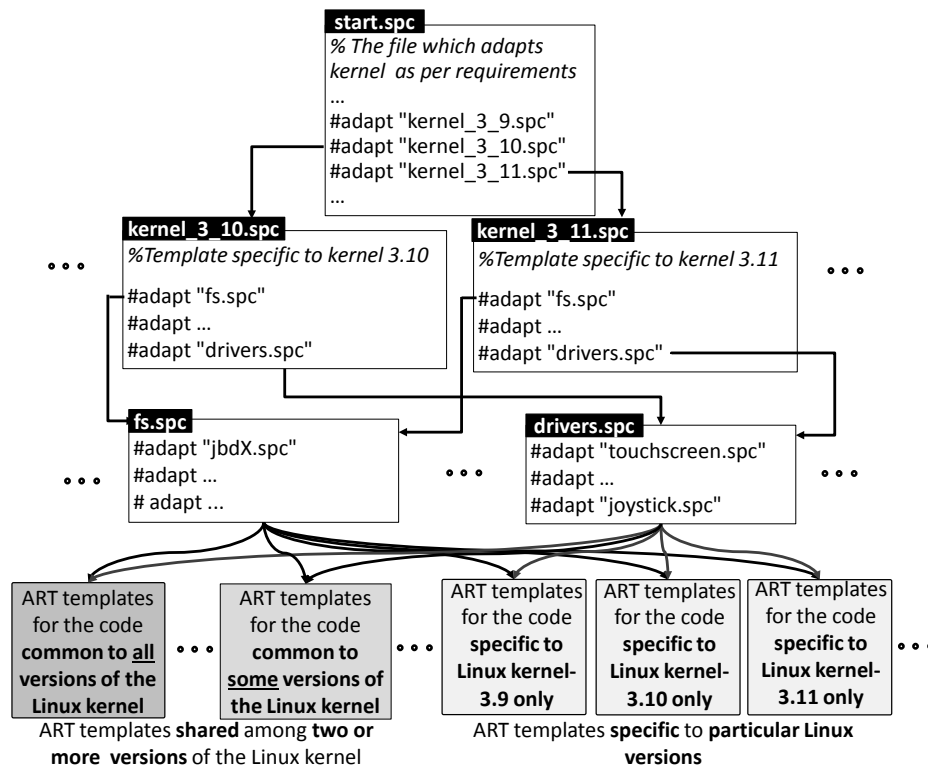 start.spc
% The file which adapts
kernel as per requirements
...
#adapt "kernel_3_9.spc"
#adapt "kernel_3_10.spc"
#adapt "kernel_3_11.spc"
...
kernel_3_10.spc
%Template specific to kernel 3.10
#adapt "fs.spc"
#adapt ...
#adapt "drivers.spc"
kernel_3_11.spc
%Template specific to kernel 3.11
#adapt "fs.spc"
#adapt ...
#adapt "drivers.spc"
fs.spc
#adapt "jbdX.spc"
#adapt ...
# adapt ...
drivers.spc
#adapt "touchscreen.spc"
#adapt ...
#adapt "joystick.spc"
ART templates
for the code
common to all
versions of the
Linux kernel
ART templates
for the code
common to
some versions of
the Linux kernel
ART templates
for the code
specific to
Linux kernel-
3.9 only
ART templates
for the code
specific to
Linux kernel-
3.10 only
ART templates
for the code
specific to
Linux kernel-
3.11 only
ART templates shared among two or
more versions of the Linux kernel
ART templates specific to particular Linux
versions